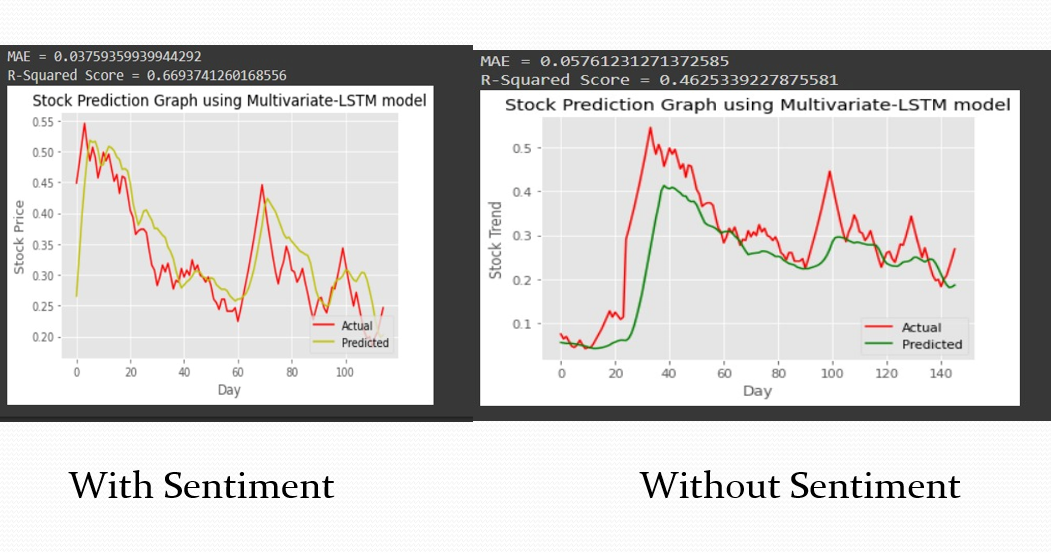 MAE = 0.03759359939944292
R-Squared Score = 0.6693741260168556
Stock Prediction Graph using Multivariate-LSTM model
Stock Price
0.55
0.50
0.45
0.40
0.35
0.30
0.25
0.20
Actual
Predicted
0 20 40 60 80 100
Day
MAE = 0.05761231271372585
R-Squared Score = 0.4625339227875581
Stock Prediction Graph using Multivariate-LSTM model
Stock Trend
0.5
0.4
0.3
0.2
0.1
Actual
Predicted
0 20 40 60 80 100 120 140
Day
With Sentiment
Without Sentiment